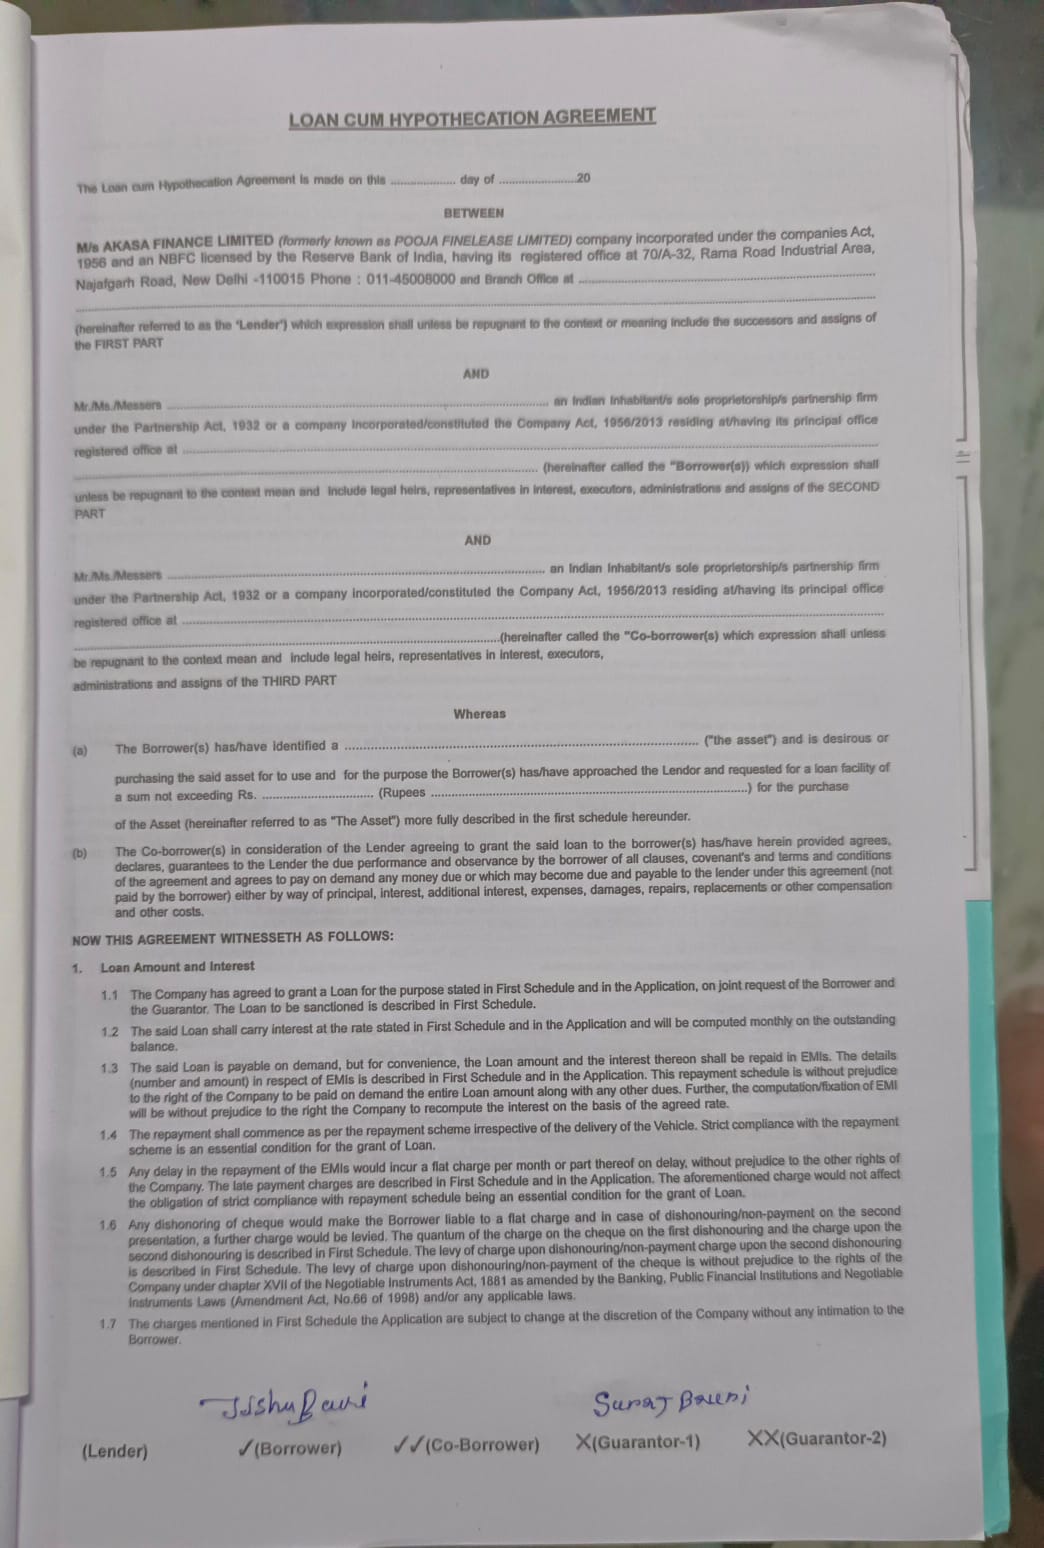 LOAN CUM HYPOTHECATION AGREEMENT
The Loan cum Hypothecation Agreement is made on this .................... day of ........................20
BETWEEN
M/s AKASA FINANCE LIMITED (formerly known as POOJA FINELEASE LIMITED) company incorporated under the companies Act,
1956 and an NBFC licensed by the Reserve Bank of India, having its registered office at 70/A-32, Rama Road Industrial Area,
Najafgarh Road, New Delhi -110015 Phone : 011-45008000 and Branch Office at ........................................
........................................
(hereinafter referred to as the 'Lender') which expression shall unless be repugnant to the context or meaning include the successors and assigns of
the FIRST PART
AND
Mr./Ms./Messers ........................................ an Indian Inhabitant/s sole proprietorship/s partnership firm
under the Partnership Act, 1932 or a company Incorporated/constituted the Company Act, 1956/2013 residing at/having its principal office
registered office at ........................................
........................................ (hereinafter called the "Borrower(s)) which expression shall
unless be repugnant to the context mean and include legal heirs, representatives in interest, executors, administrations and assigns of the SECOND
PART
AND
Mr./Ms./Messers ........................................ an Indian Inhabitant/s sole proprietorship/s partnership firm
under the Partnership Act, 1932 or a company incorporated/constituted the Company Act, 1956/2013 residing at/having its principal office
registered office at ........................................
........................................(hereinafter called the "Co-borrower(s) which expression shall unless
be repugnant to the context mean and include legal heirs, representatives in interest, executors,
administrations and assigns of the THIRD PART
Whereas
(a) The Borrower(s) has/have identified a ........................................ ("the asset") and is desirous or
purchasing the said asset for to use and for the purpose the Borrower(s) has/have approached the Lendor and requested for a loan facility of
a sum not exceeding Rs. ................................ (Rupees ........................................) for the purchase
of the Asset (hereinafter referred to as "The Asset") more fully described in the first schedule hereunder.
(b) The Co-borrower(s) in consideration of the Lender agreeing to grant the said loan to the borrower(s) has/have herein provided agrees,
declares, guarantees to the Lender the due performance and observance by the borrower of all clauses, covenant's and terms and conditions
of the agreement and agrees to pay on demand any money due or which may become due and payable to the lender under this agreement (not
paid by the borrower) either by way of principal, interest, additional interest, expenses, damages, repairs, replacements or other compensation
and other costs.
NOW THIS AGREEMENT WITNESSETH AS FOLLOWS:
1. Loan Amount and Interest
1.1 The Company has agreed to grant a Loan for the purpose stated in First Schedule and in the Application, on joint request of the Borrower and
the Guarantor. The Loan to be sanctioned is described in First Schedule.
1.2 The said Loan shall carry interest at the rate stated in First Schedule and in the Application and will be computed monthly on the outstanding
balance.
1.3 The said Loan is payable on demand, but for convenience, the Loan amount and the interest thereon shall be repaid in EMIs. The details
(number and amount) in respect of EMIs is described in First Schedule and in the Application. This repayment schedule is without prejudice
to the right of the Company to be paid on demand the entire Loan amount along with any other dues. Further, the computation/fixation of EMI
will be without prejudice to the right the Company to recompute the interest on the basis of the agreed rate.
1.4 The repayment shall commence as per the repayment scheme irrespective of the delivery of the Vehicle. Strict compliance with the repayment
scheme is an essential condition for the grant of Loan.
1.5 Any delay in the repayment of the EMIs would incur a flat charge per month or part thereof on delay, without prejudice to the other rights of
the Company. The late payment charges are described in First Schedule and in the Application. The aforementioned charge would not affect
the obligation of strict compliance with repayment schedule being an essential condition for the grant of Loan.
1.6 Any dishonoring of cheque would make the Borrower liable to a flat charge and in case of dishonouring/non-payment on the second
presentation, a further charge would be levied. The quantum of the charge on the cheque on the first dishonouring and the charge upon the
second dishonouring is described in First Schedule. The levy of charge upon dishonouring/non-payment charge upon the second dishonouring
is described in First Schedule. The levy of charge upon dishonouring/non-payment of the cheque is without prejudice to the rights of the
Company under chapter XVII of the Negotiable Instruments Act, 1881 as amended by the Banking, Public Financial Institutions and Negotiable
Instruments Laws (Amendment Act, No.66 of 1998) and/or any applicable laws.
1.7 The charges mentioned in First Schedule the Application are subject to change at the discretion of the Company without any intimation to the
Borrower.
Suraj
(Lender) ✓(Borrower) ✓✓(Co-Borrower) X(Guarantor-1) XX(Guarantor-2)